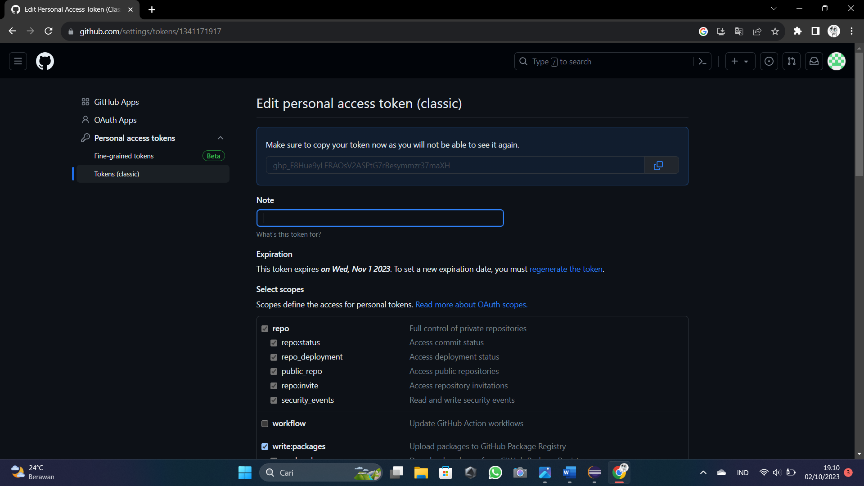 Edit Personal Access Token (Clas
github.com/settings/tokens/1341171917
Type / to search
GitHub Apps
OAuth Apps
Personal access tokens
Fine-grained tokens
Beta
Tokens (classic)
Edit personal access token (classic)
Make sure to copy your token now as you will not be able to see it again.
Note
What's this token for?
Expiration
This token expires on Wed, Nov 1 2023. To set a new expiration date, you must regenerate the token.
Select scopes
Scopes define the access for personal tokens. Read more about OAuth scopes.
repo Full control of private repositories
repo:status Access commit status
repo_deployment Access deployment status
public_repo Access public repositories
repo:invite Access repository invitations
security_events Read and write security events
workflow Update GitHub Action workflows
write:packages Upload packages to GitHub Package Registry
24°C
Berawan
Cari
IND
19.10
02/10/2023